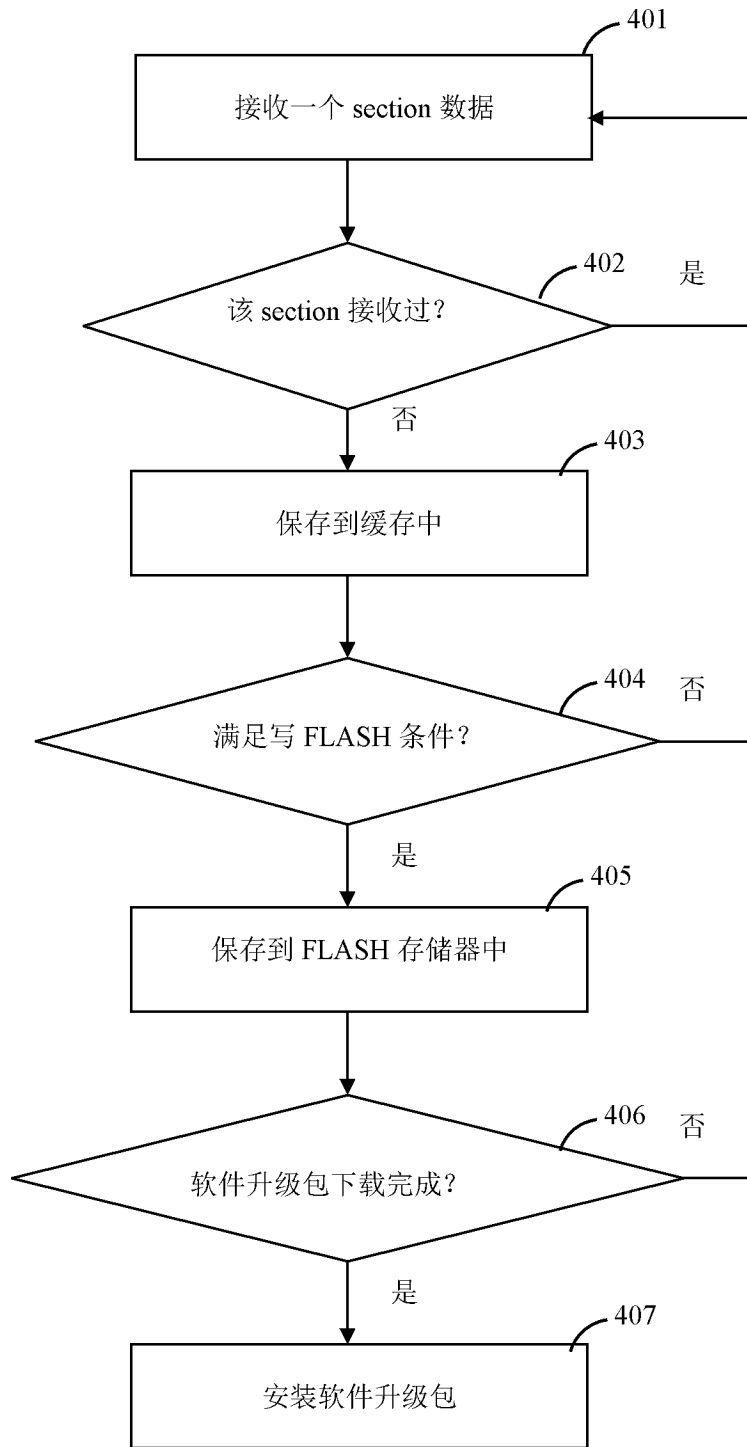 401
接收一个 section 数据
402
是
该 section 接收过？
否
403
保存到缓存中
404
否
满足写 FLASH 条件？
是
405
保存到 FLASH 存储器中
406
否
软件升级包下载完成？
是
407
安装软件升级包